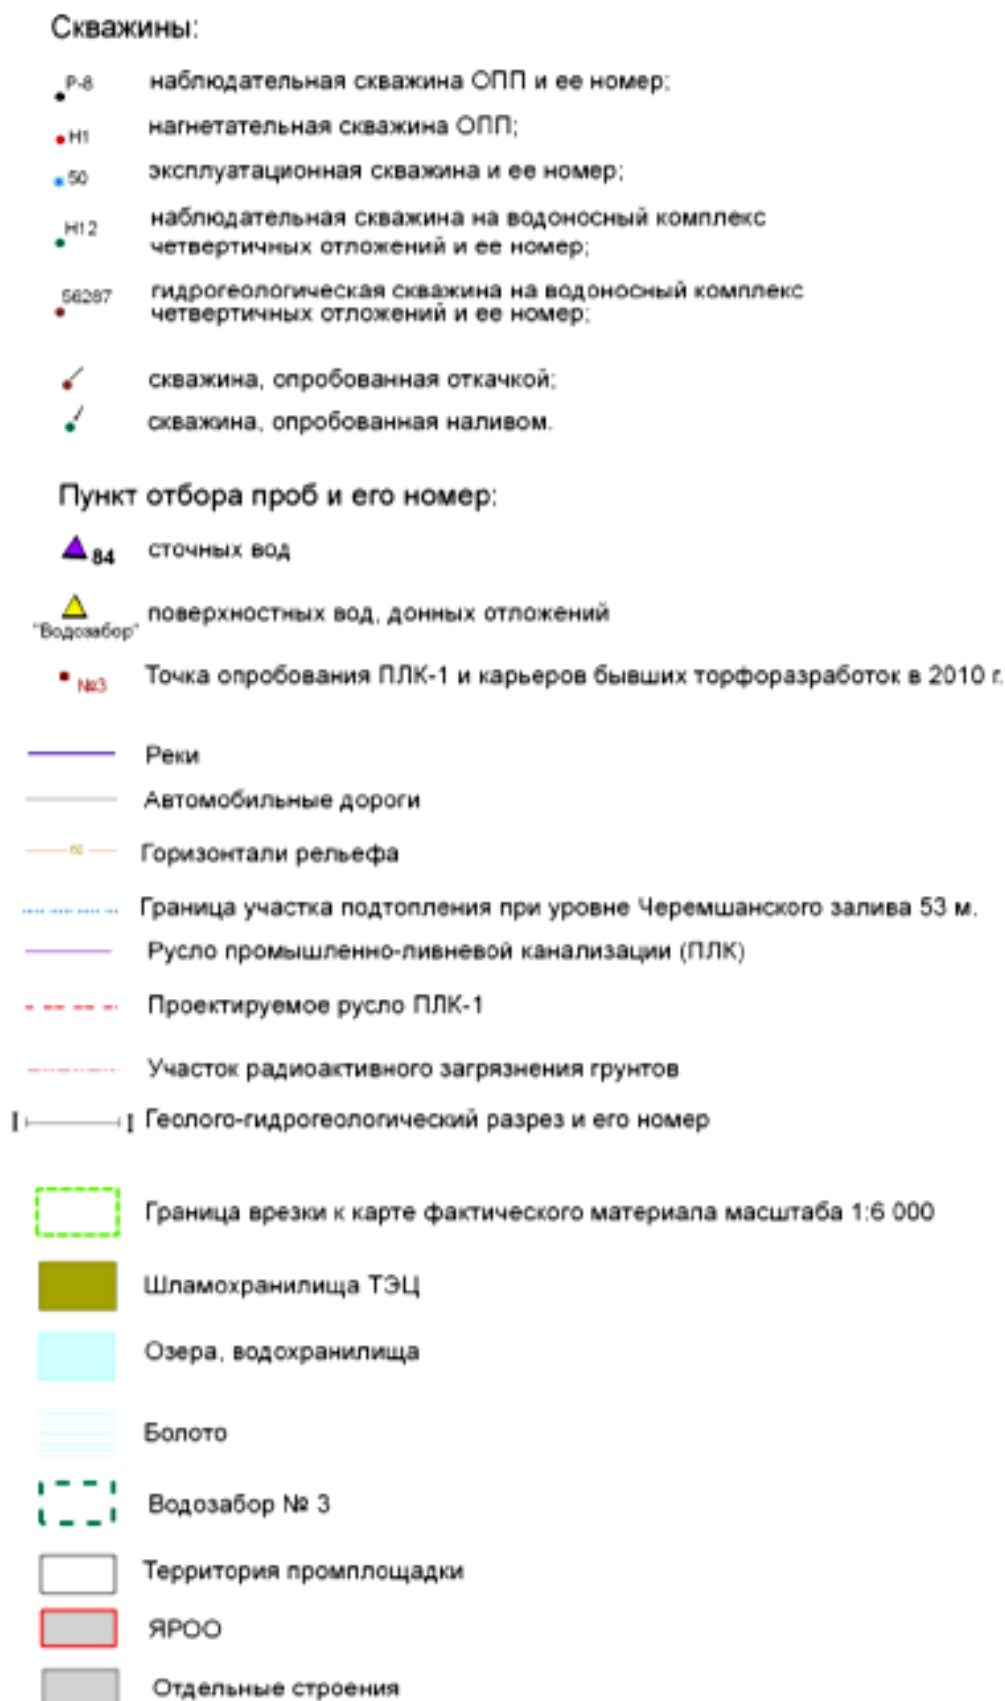 Скважины:
Р-8 наблюдательная скважина ОПП и ее номер;
Н1 нагнетательная скважина ОПП;
50 эксплуатационная скважина и ее номер;
Н12 наблюдательная скважина на водоносный комплекс
четвертичных отложений и ее номер;
56287 гидрогеологическая скважина на водоносный комплекс
четвертичных отложений и ее номер;
скважина, опробованная откачкой;
скважина, опробованная наливом.
Пункт отбора проб и его номер:
84 сточных вод
"Водозабор" поверхностных вод, донных отложений
№3 Точка опробования ПЛК-1 и карьеров бывших торфоразработок в 2010 г.
Реки
Автомобильные дороги
60 Горизонтали рельефа
Граница участка подтопления при уровне Черемшанского залива 53 м.
Русло промышленно-ливневой канализации (ПЛК)
Проектируемое русло ПЛК-1
Участок радиоактивного загрязнения грунтов
I I Геолого-гидрогеологический разрез и его номер
Граница врезки к карте фактического материала масштаба 1:6 000
Шламохранилища ТЭЦ
Озера, водохранилища
Болото
Водозабор № 3
Территория промплощадки
ЯРОО
Отдельные строения